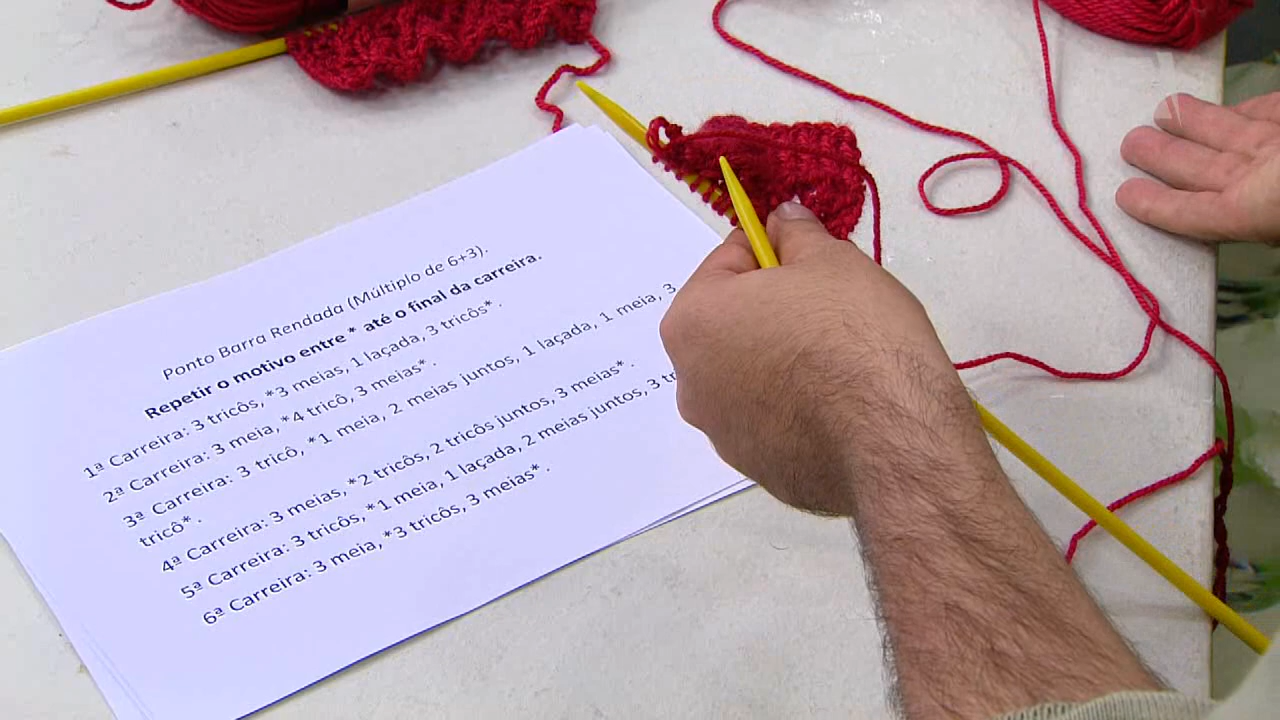 Ponto Barra Rendada (Múltiplo de 6+3).
Repetir o motivo entre * até o final da carreira.
1ª Carreira: 3 tricôs, *3 meias, 1 laçada, 3 tricôs* .
2ª Carreira: 3 meia, *4 tricô, 3 meias* .
3ª Carreira: 3 tricô, *1 meia, 2 meias juntos, 1 laçada, 1 meia, 3
tricô* .
4ª Carreira: 3 meias, *2 tricôs, 2 tricôs juntos, 3 meias* .
5ª Carreira: 3 tricôs, *1 meia, 1 laçada, 2 meias juntos, 3
6ª Carreira: 3 meia, *3 tricôs, 3 meias* .